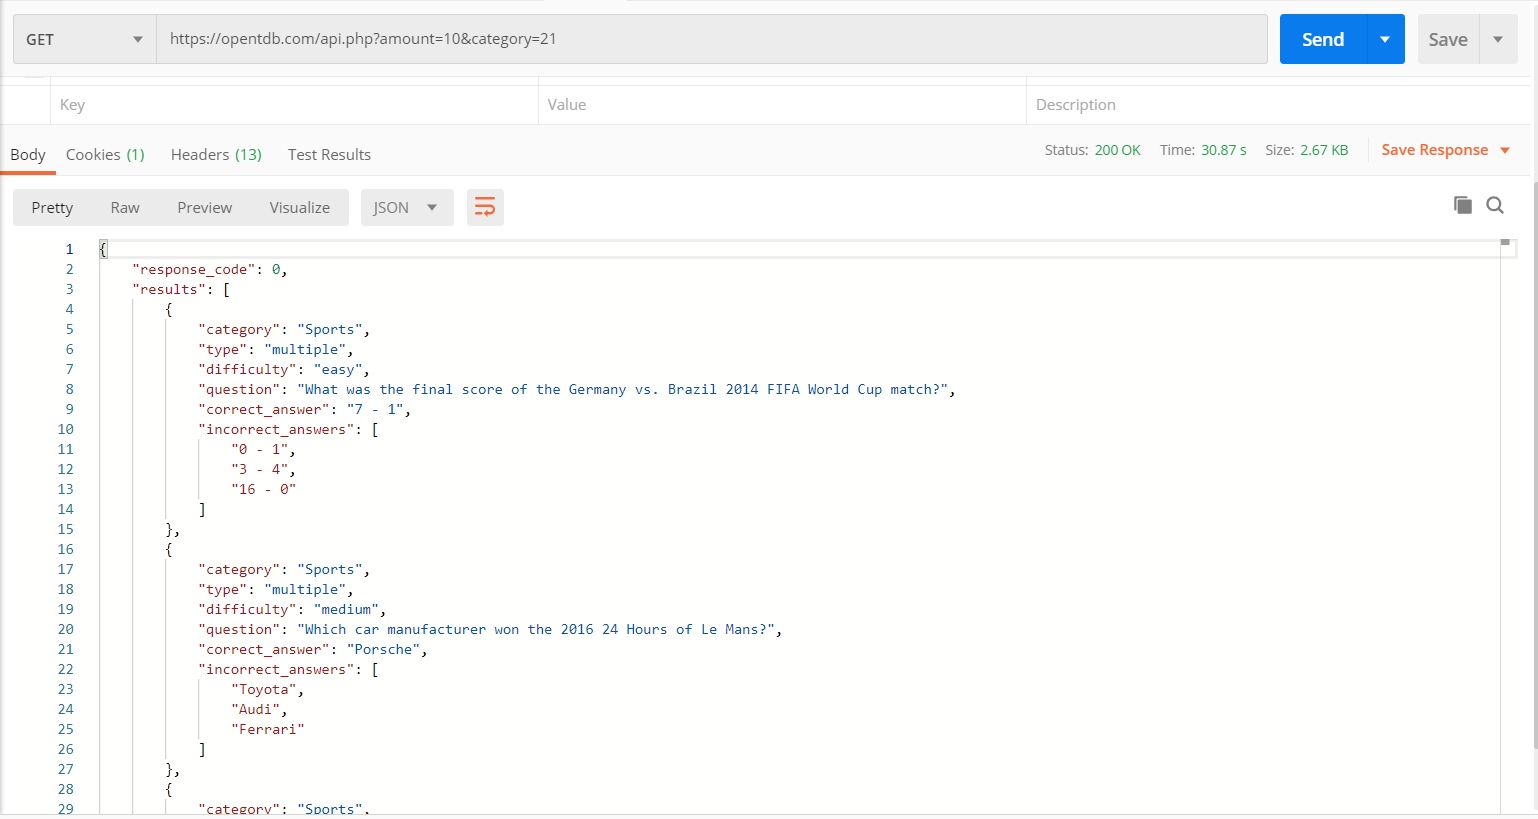 GET https://opentdb.com/api.php?amount=10&category=21 Send Save
Key Value Description
Body Cookies (1) Headers (13) Test Results Status: 200 OK Time: 30.87 s Size: 2.67 KB Save Response
Pretty Raw Preview Visualize JSON
1 {
2 "response_code": 0,
3 "results": [
4 {
5 "category": "Sports",
6 "type": "multiple",
7 "difficulty": "easy",
8 "question": "What was the final score of the Germany vs. Brazil 2014 FIFA World Cup match?",
9 "correct_answer": "7 - 1",
10 "incorrect_answers": [
11 "0 - 1",
12 "3 - 4",
13 "16 - 0"
14 ]
15 },
16 {
17 "category": "Sports",
18 "type": "multiple",
19 "difficulty": "medium",
20 "question": "Which car manufacturer won the 2016 24 Hours of Le Mans?",
21 "correct_answer": "Porsche",
22 "incorrect_answers": [
23 "Toyota",
24 "Audi",
25 "Ferrari"
26 ]
27 },
28 {
29 "category": "Sports",